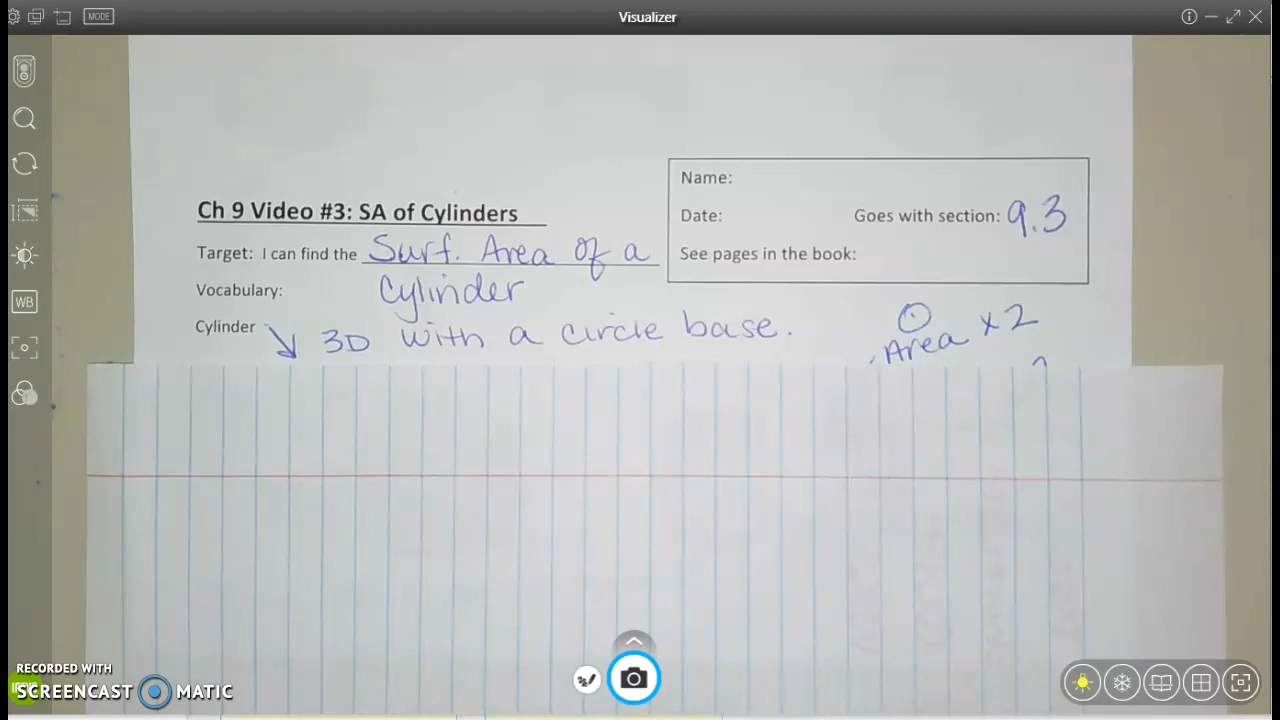 MODE
Visualizer
WB
Name:
Ch 9 Video #3: SA of Cylinders
Date: Goes with section: 9.3
Target: I can find the Surf. Area of a
See pages in the book:
Vocabulary: Cylinder
Cylinder 3D with a circle base.
Area x 2
RECORDED WITH
SCREENCAST MATIC